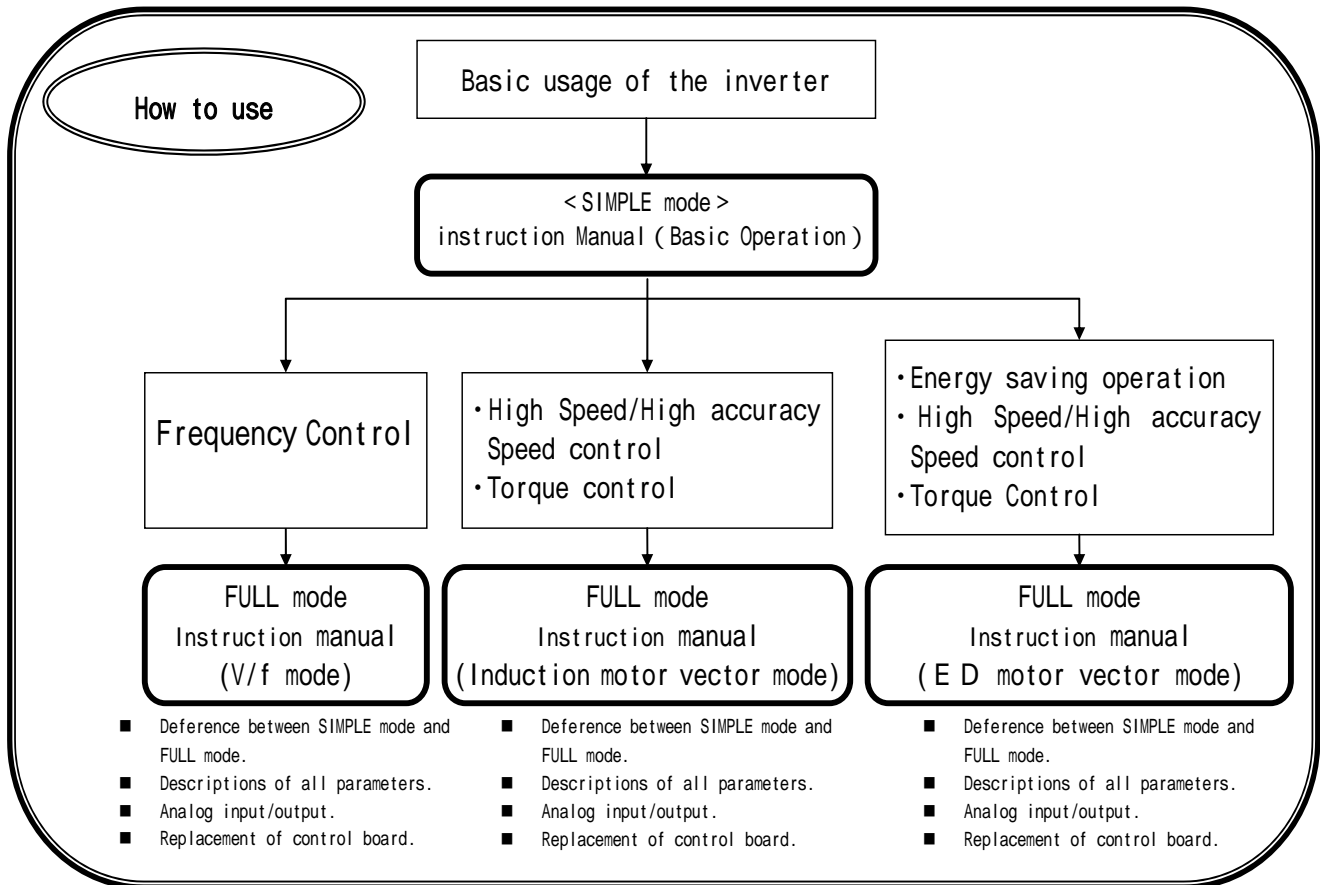 How to use
Basic usage of the inverter
<SIMPLE mode>
instruction Manual (Basic Operation)
Frequency Control
・High Speed/High accuracy
Speed control
・Torque control
・Energy saving operation
・High Speed/High accuracy
Speed control
・Torque Control
FULL mode
Instruction manual
(V/f mode)
FULL mode
Instruction manual
(Induction motor vector mode)
FULL mode
Instruction manual
(ED motor vector mode)
■ Deference between SIMPLE mode and
FULL mode.
■ Descriptions of all parameters.
■ Analog input/output.
■ Replacement of control board.
■ Deference between SIMPLE mode and
FULL mode.
■ Descriptions of all parameters.
■ Analog input/output.
■ Replacement of control board.
■ Deference between SIMPLE mode and
FULL mode.
■ Descriptions of all parameters.
■ Analog input/output.
■ Replacement of control board.